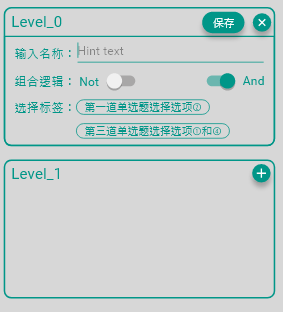 Level_0 保存
输入名称： Hint text
组合逻辑： Not And
选择标签： 第一道单选题选择选项②
第三道单选题选择选项①和④
Level_1